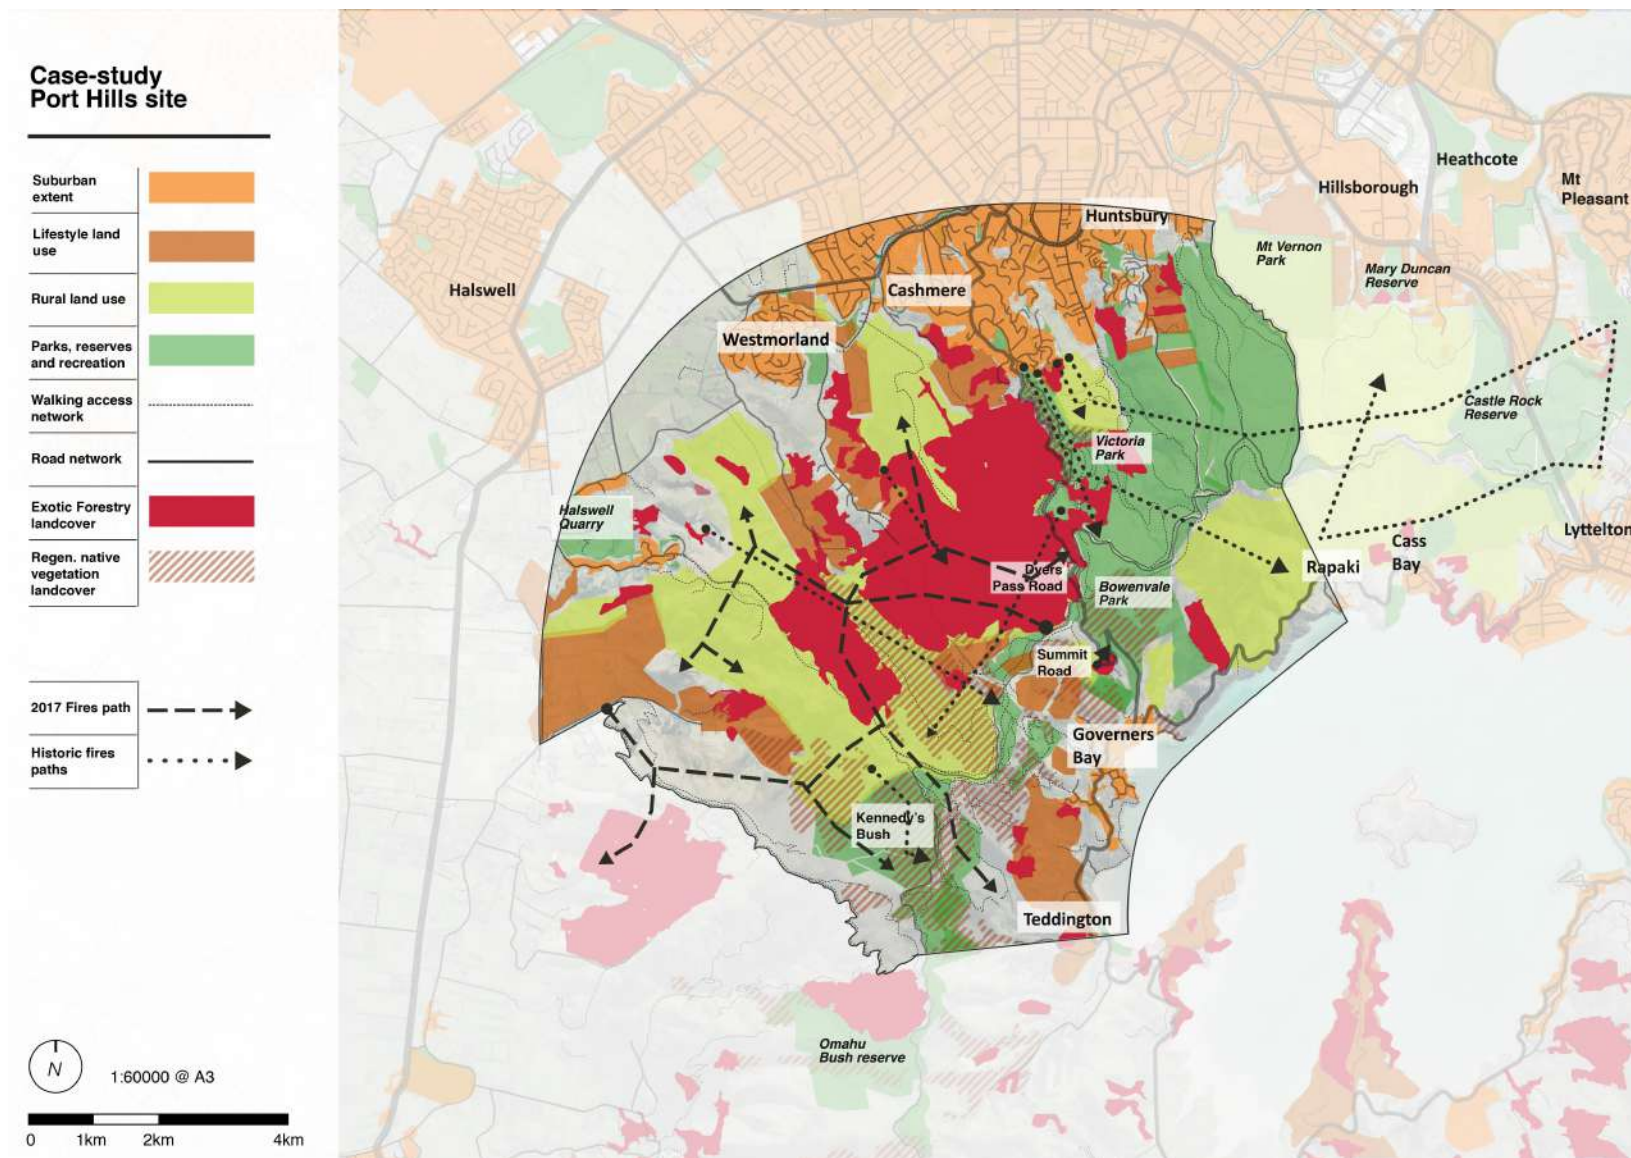 Case-study
Port Hills site
Suburban
extent
Lifestyle land
use
Rural land use
Parks, reserves
and recreation
Walking access
network
Road network
Exotic Forestry
landcover
Regen. native
vegetation
landcover
2017 Fires path
Historic fires
paths
N
1:60000 @ A3
0 1km 2km 4km
Heathcote
Mt
Pleasant
Hillsborough
Huntsbury
Mt Vernon
Park
Mary Duncan
Reserve
Halswell
Cashmere
Westmorland
Castle Rock
Reserve
Victoria
Park
Halswell
Quarry
Lyttelton
Cass
Bay
Rapaki
Dyers
Pass Road
Bowenvale
Park
Summit
Road
Governers
Bay
Kennedy's
Bush
Teddington
Omahu
Bush reserve